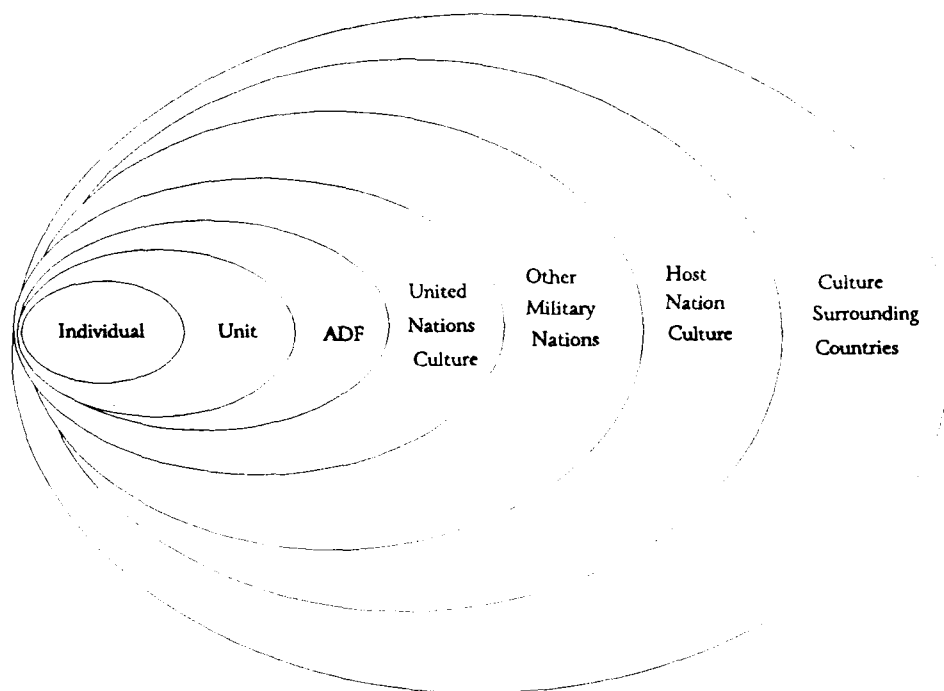 Individual
Unit
ADF
United
Nations
Culture
Other
Military
Nations
Host
Nation
Culture
Culture
Surrounding
Countries